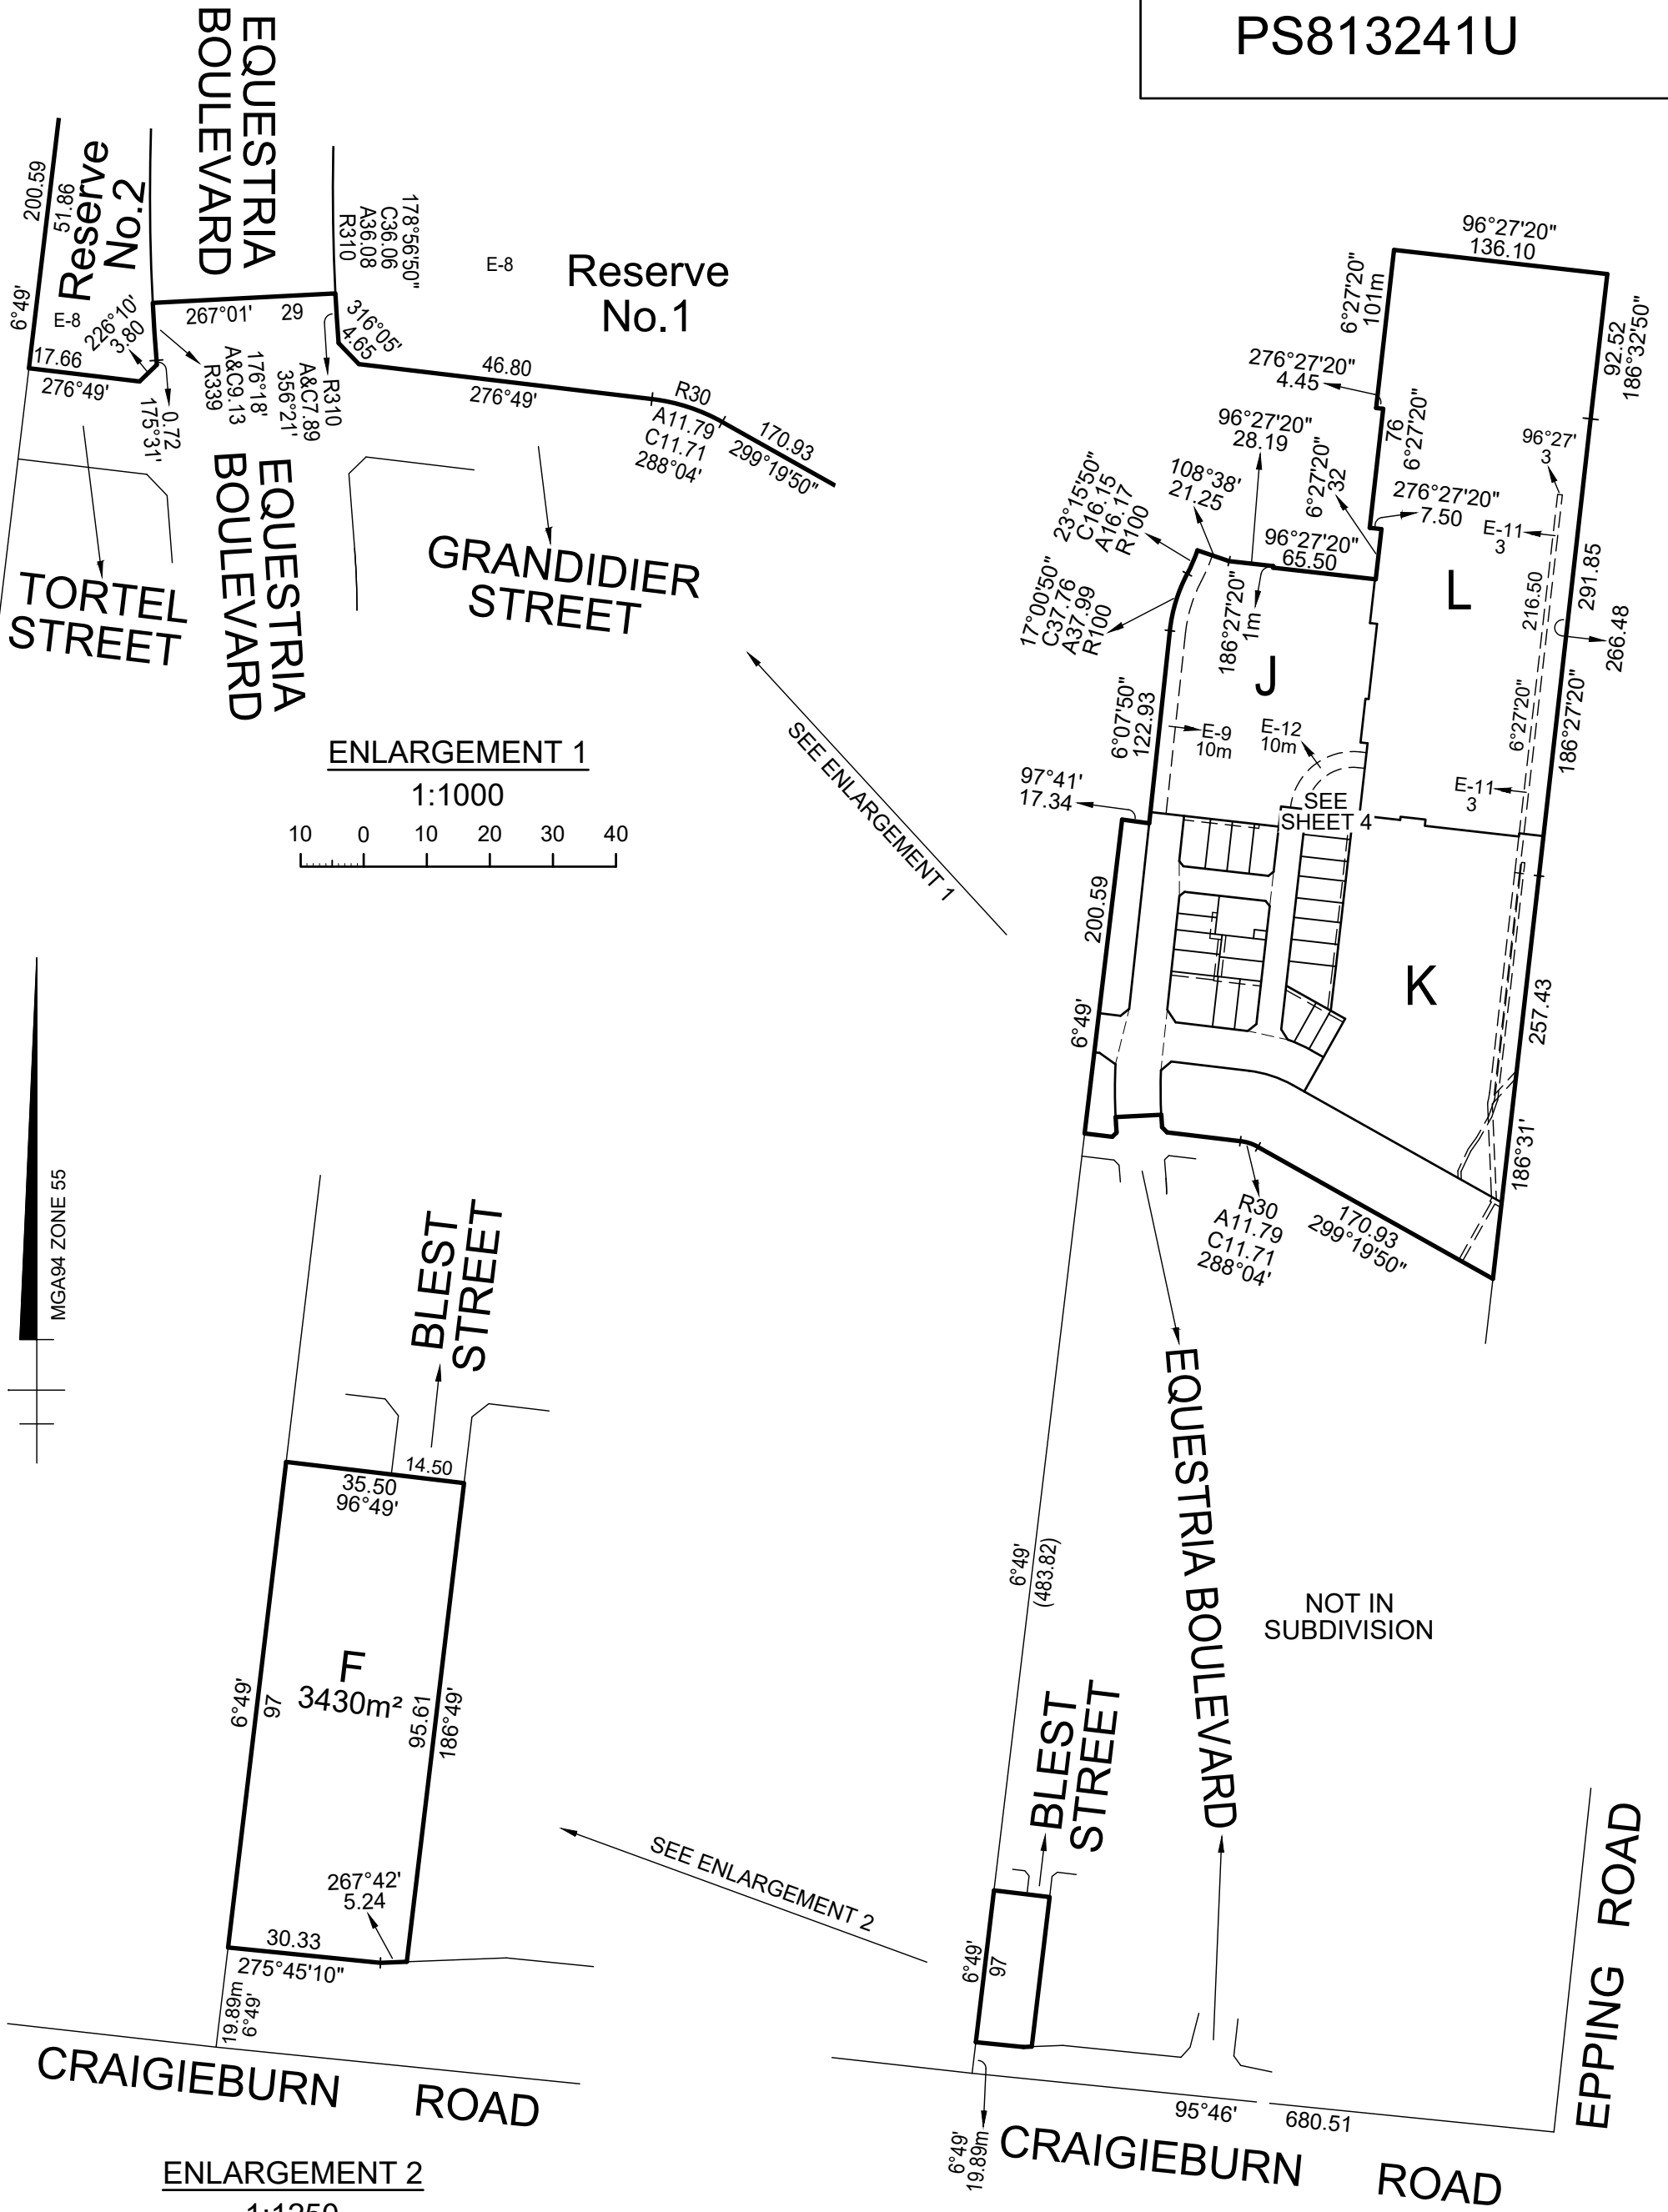 PS813241U
EQUESTRIA
BOULEVARD
200.59
51.86
6°49'
Reserve
No.2
E-8
226°10'
3.80
17.66
276°49'
267°01'
29
178°56'50"
C36.06
A36.08
R310
E-8
Reserve
No.1
316°05'
4.65
0.72
175°31'
176°18'
A&C9.13
R339
R310
A&C7.89
356°21'
46.80
276°49'
R30
A11.79
C11.71
288°04'
170.93
299°19'50"
EQUESTRIA
BOULEVARD
TORTEL
STREET
GRANDIDIER
STREET
ENLARGEMENT 1
1:1000
10 0 10 20 30 40
SEE ENLARGEMENT 1
96°27'20"
136.10
6°27'20"
101m
92.52
186°32'50"
276°27'20"
4.45
76
6°27'20"
96°27'20"
28.19
6°27'20"
32
96°27'
3
276°27'20"
7.50
E-11
3
108°38'
21.25
23°15'50"
C16.15
A16.17
R100
96°27'20"
65.50
17°00'50"
C37.76
A37.99
R100
186°27'20"
1m
L
216.50
291.85
266.48
J
6°07'50"
122.93
E-9
10m
E-12
10m
6°27'20"
186°27'20"
97°41'
17.34
E-11
3
SEE
SHEET 4
200.59
6°49'
K
257.43
186°31'
R30
A11.79
C11.71
288°04'
170.93
299°19'50"
MGA94 ZONE 55
BLEST
STREET
14.50
35.50
96°49'
F
3430m²
6°49'
97
95.61
186°49'
267°42'
5.24
30.33
275°45'10"
19.89m
6°49'
CRAIGIEBURN ROAD
ENLARGEMENT 2
1:1250
SEE ENLARGEMENT 2
6°49'
(483.82)
EQUESTRIA BOULEVARD
NOT IN
SUBDIVISION
BLEST
STREET
6°49'
97
6°49'
19.89m
95°46'
680.51
CRAIGIEBURN ROAD
EPPING ROAD